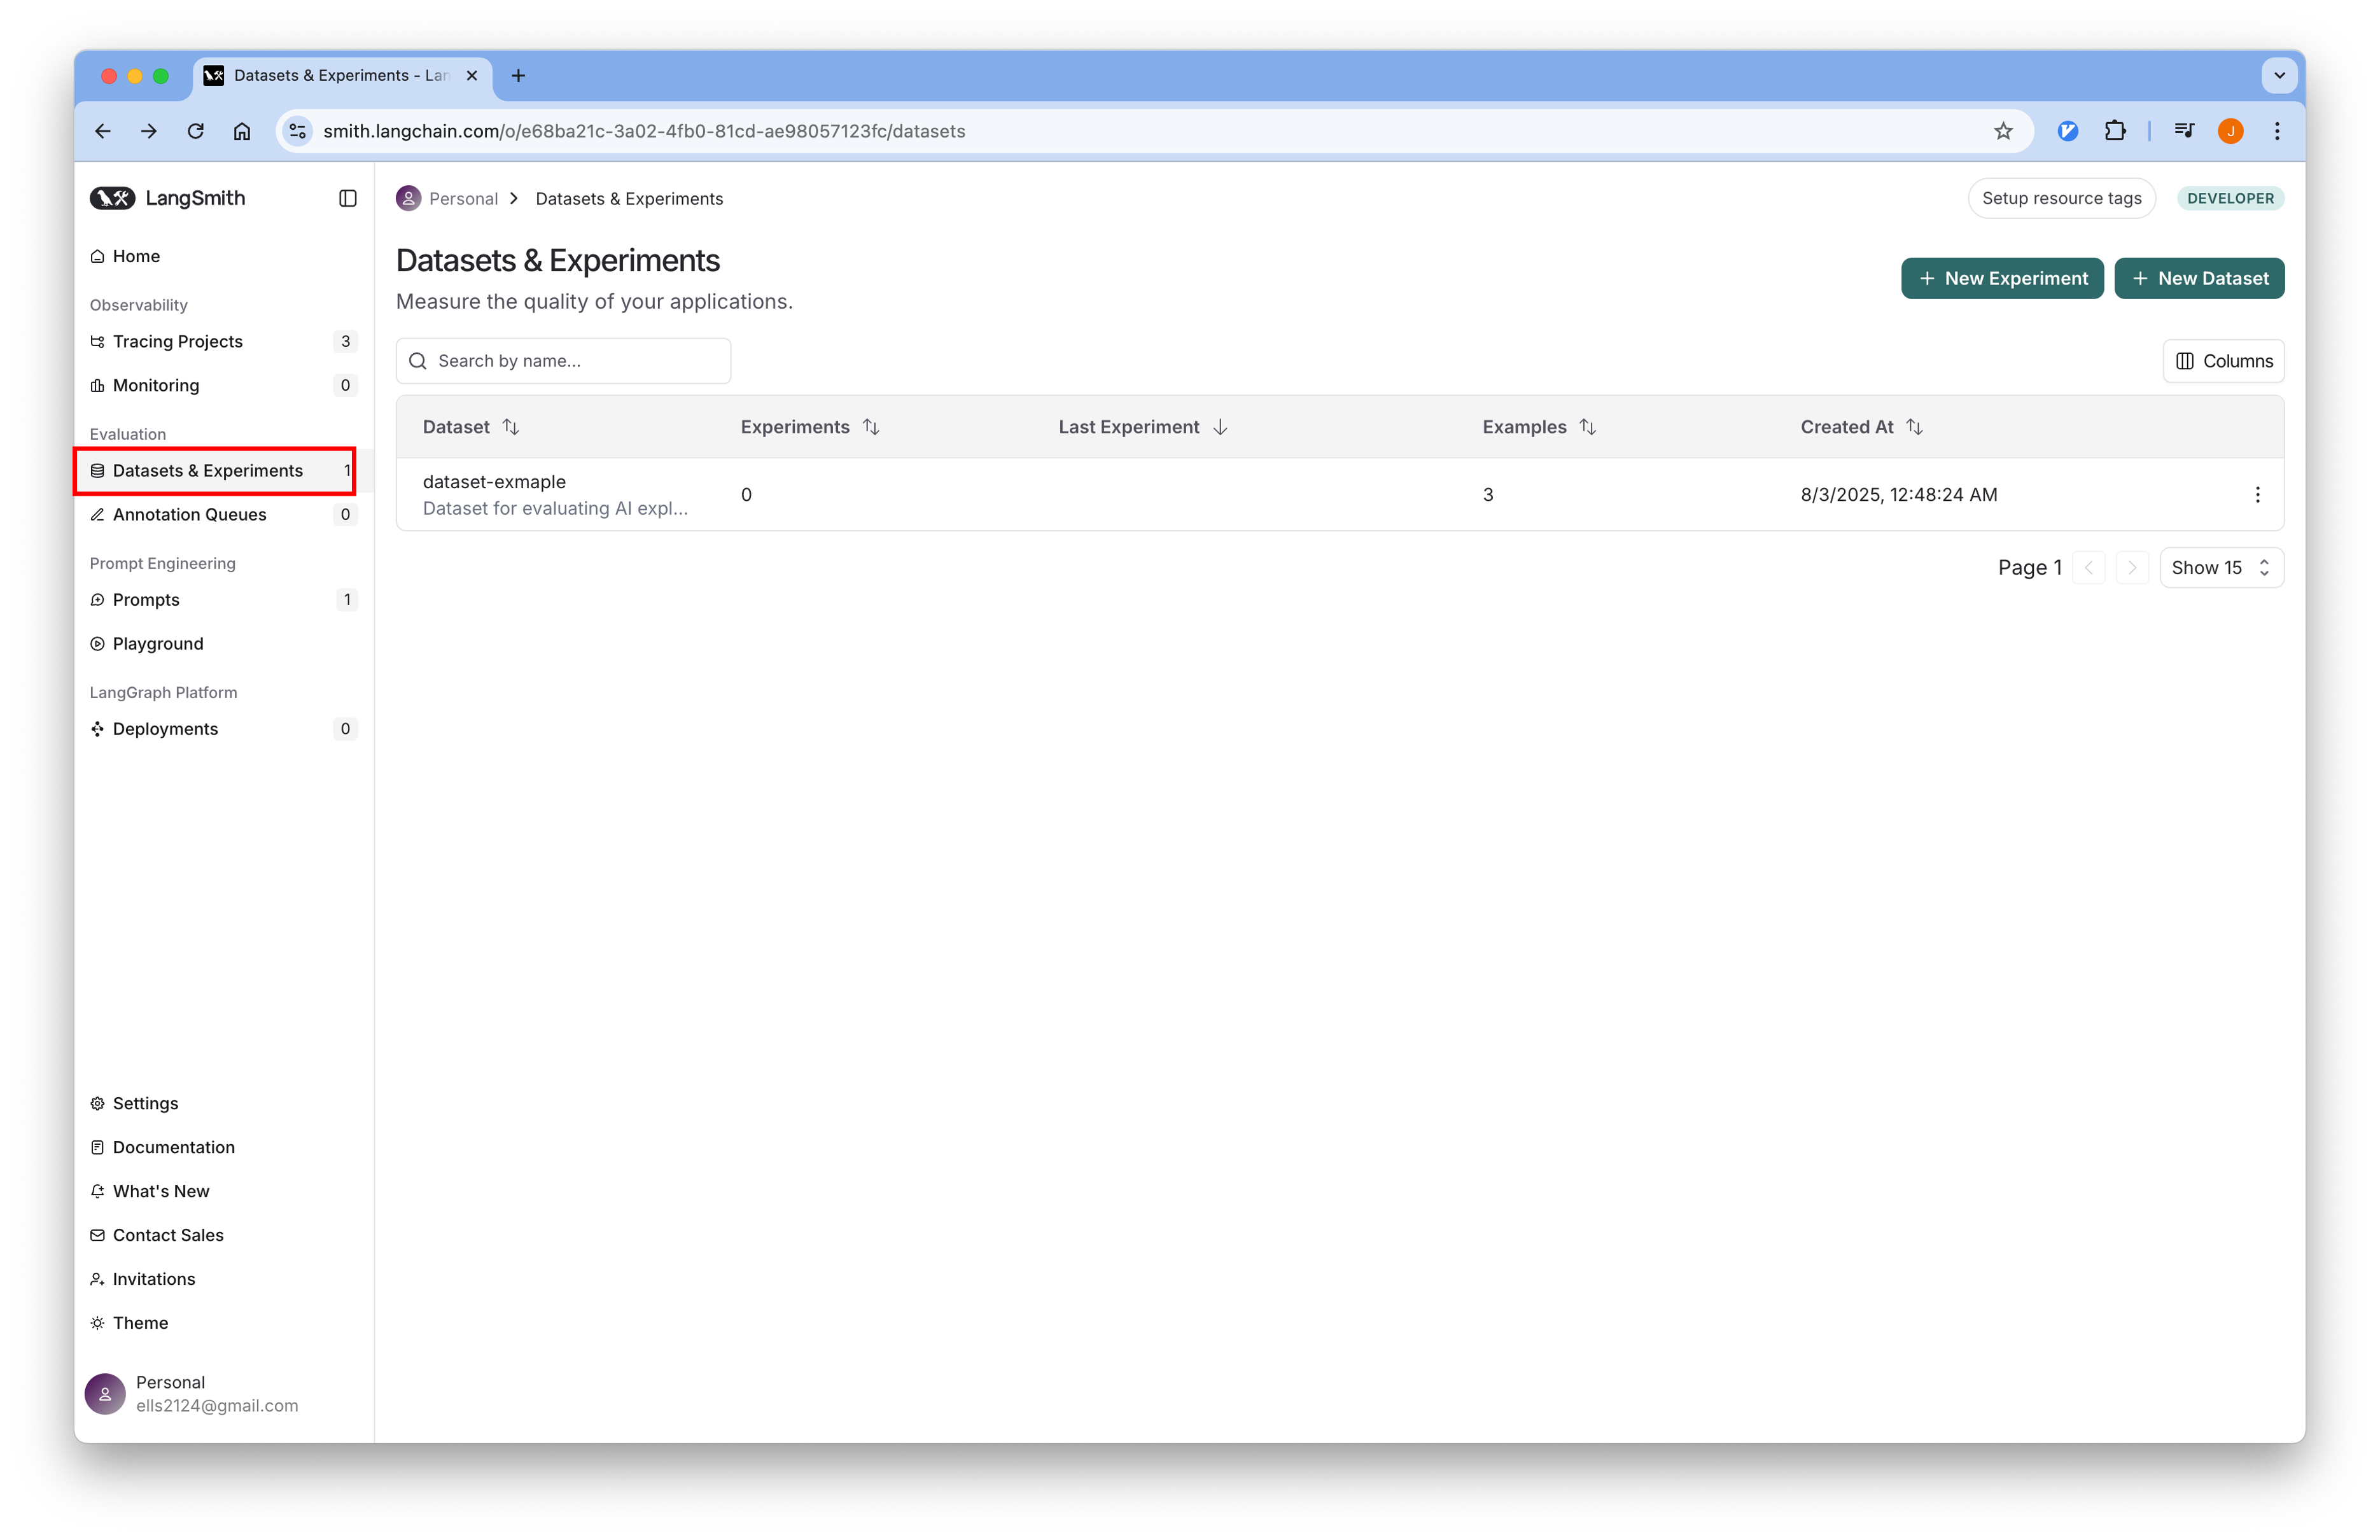 Datasets & Experiments - Lan
smith.langchain.com/o/e68ba21c-3a02-4fb0-81cd-ae98057123fc/datasets
J
LangSmith
Home
Observability
Tracing Projects 3
Monitoring 0
Evaluation
Datasets & Experiments 1
Annotation Queues 0
Prompt Engineering
Prompts 1
Playground
LangGraph Platform
Deployments 0
Settings
Documentation
What's New
Contact Sales
Invitations
Theme
Personal
ells2124@gmail.com
Personal > Datasets & Experiments
Setup resource tags
DEVELOPER
Datasets & Experiments
Measure the quality of your applications.
+ New Experiment
+ New Dataset
Search by name...
Columns
Dataset Experiments Last Experiment Examples Created At
dataset-exmaple
Dataset for evaluating AI expl...
0 3 8/3/2025, 12:48:24 AM
Page 1
Show 15